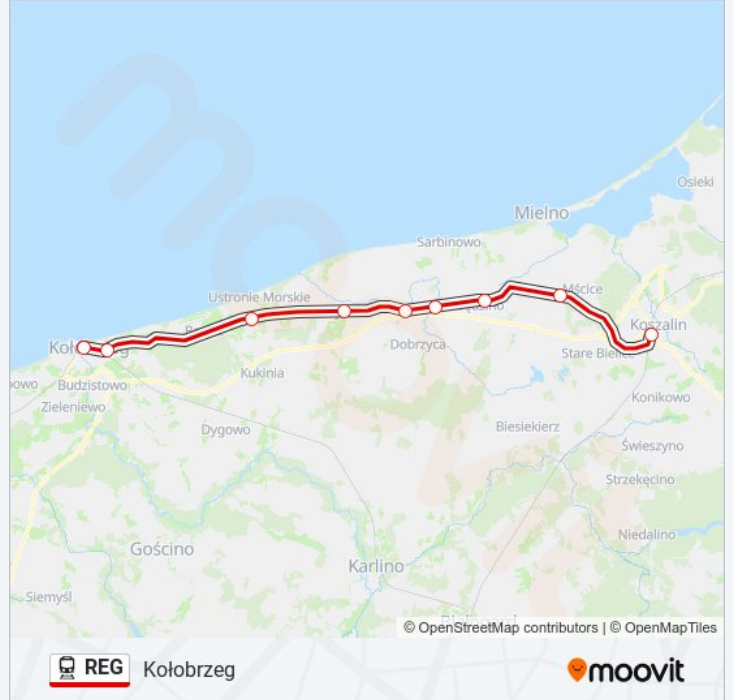 Osieki
Mielno
Sarbinowo
Ustronie Morskie
Mścice
Koszalin
Dobrzyca
Stare Bielice
Kukinia
Budzistowo
Konikowo
Zieleniewo
Dygowo
Biesiekierz
Świeszyno
Strzekęcino
Niedalino
Gościno
Karlino
Siemyśl
© OpenStreetMap contributors | © OpenMapTiles
REG Kołobrzeg
moovit